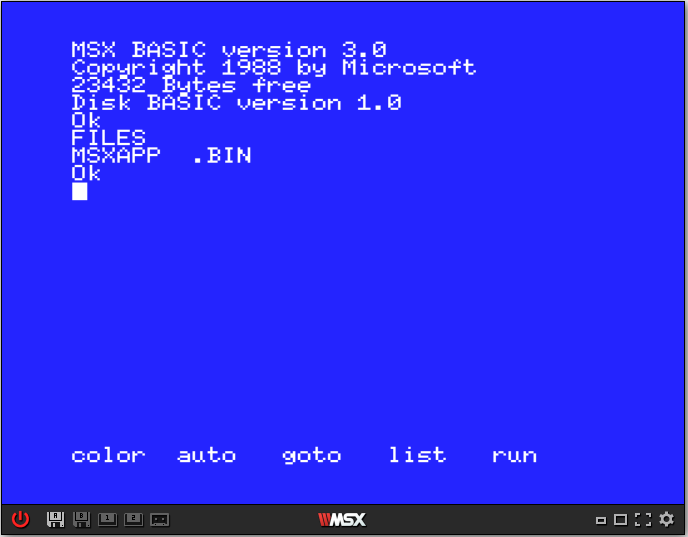 MSX BASIC version 3.0
Copyright 1988 by Microsoft
23432 Bytes free
Disk BASIC version 1.0
Ok
FILES
MSXAPP  .BIN
Ok
color auto goto list run
A B 1 2
WMSX